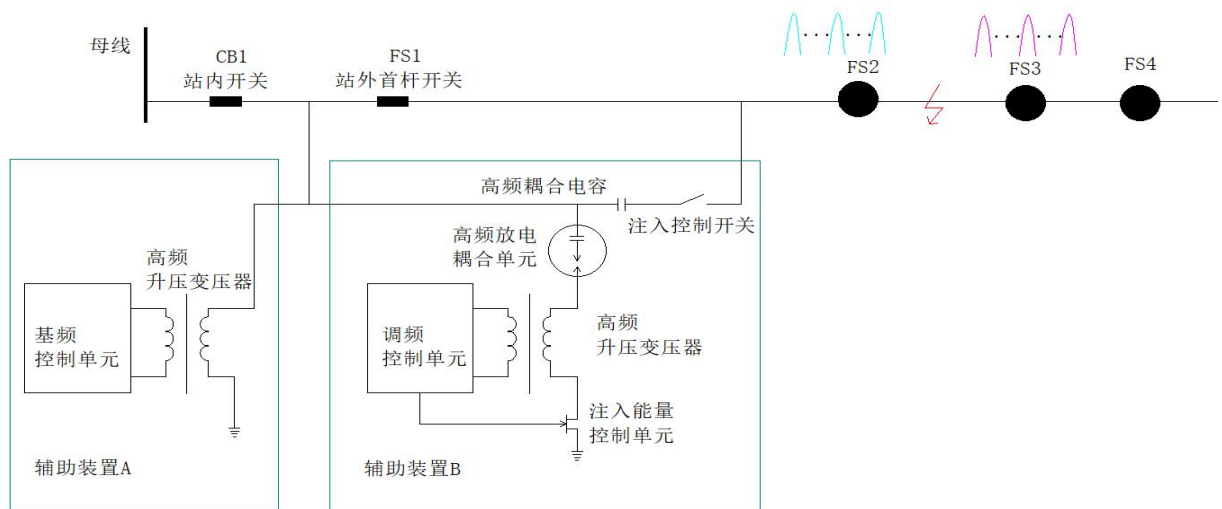 母线
CB1
站内开关
FS1
站外首杆开关
FS2
FS3
FS4
高频耦合电容
注入控制开关
高频放电
耦合单元
高频
升压变压器
基频
控制单元
调频
控制单元
高频
升压变压器
注入能量
控制单元
辅助装置A
辅助装置B